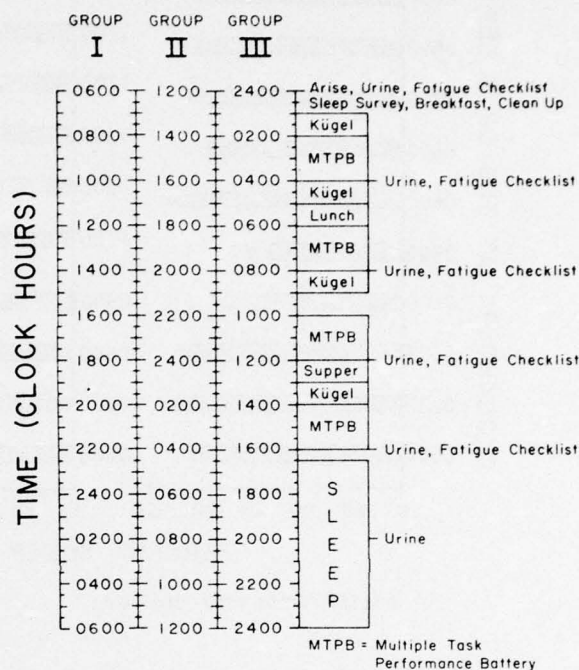 GROUP GROUP GROUP
I II III
TIME (CLOCK HOURS)
0600 1200 2400 Arise, Urine, Fatigue Checklist
Sleep Survey, Breakfast, Clean Up
Kügel
0800 1400 0200
MTPB
1000 1600 0400 Urine, Fatigue Checklist
Kügel
Lunch
1200 1800 0600
MTPB
1400 2000 0800 Urine, Fatigue Checklist
Kügel
1600 2200 1000
MTPB
1800 2400 1200 Urine, Fatigue Checklist
Supper
Kügel
2000 0200 1400
MTPB
2200 0400 1600 Urine, Fatigue Checklist
2400 0600 1800
SLEEP
0200 0800 2000 Urine
0400 1000 2200
0600 1200 2400
MTPB = Multiple Task
Performance Battery